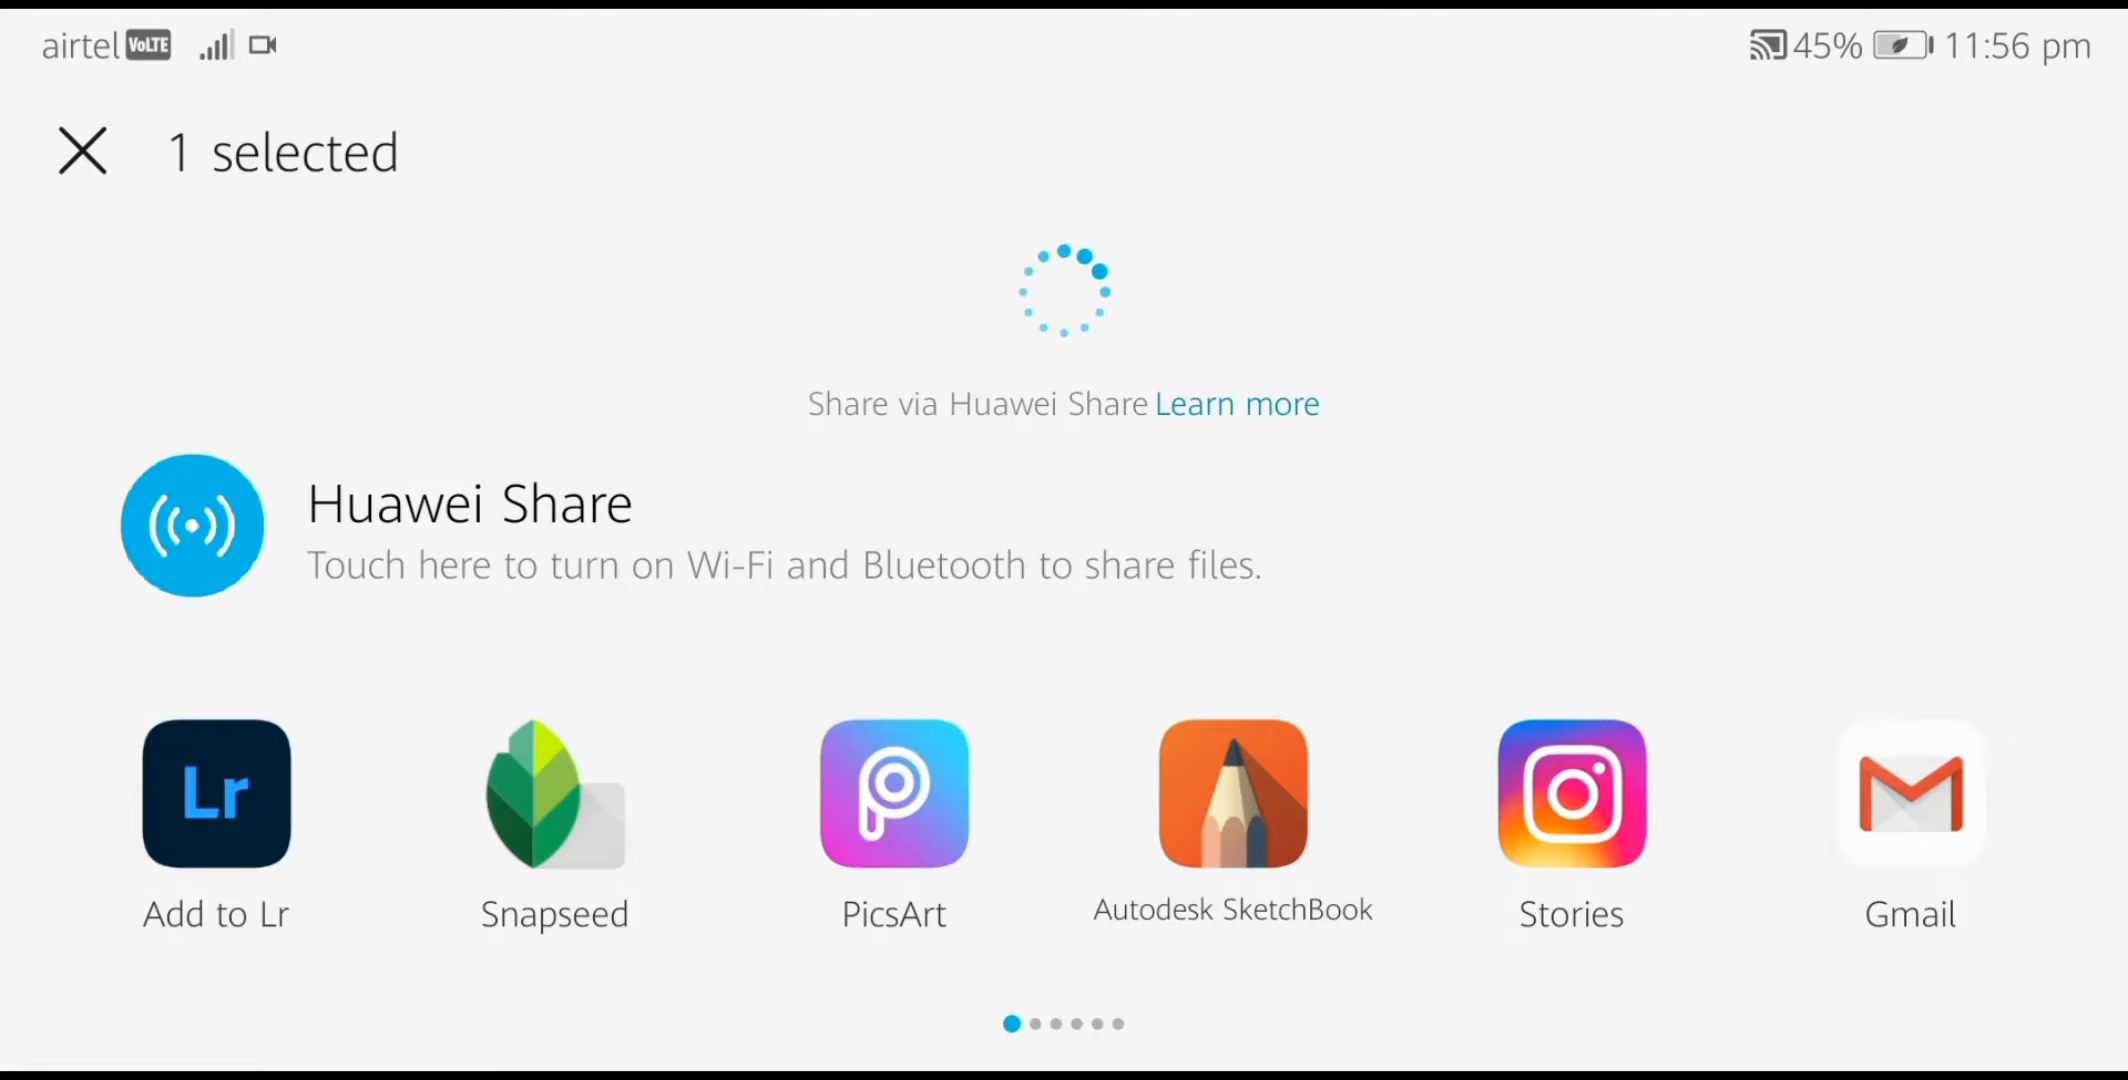 airtel VoLTE 45% 11:56 pm
1 selected
Share via Huawei Share Learn more
Huawei Share
Touch here to turn on Wi-Fi and Bluetooth to share files.
Lr
Add to Lr Snapseed PicsArt Autodesk SketchBook Stories Gmail